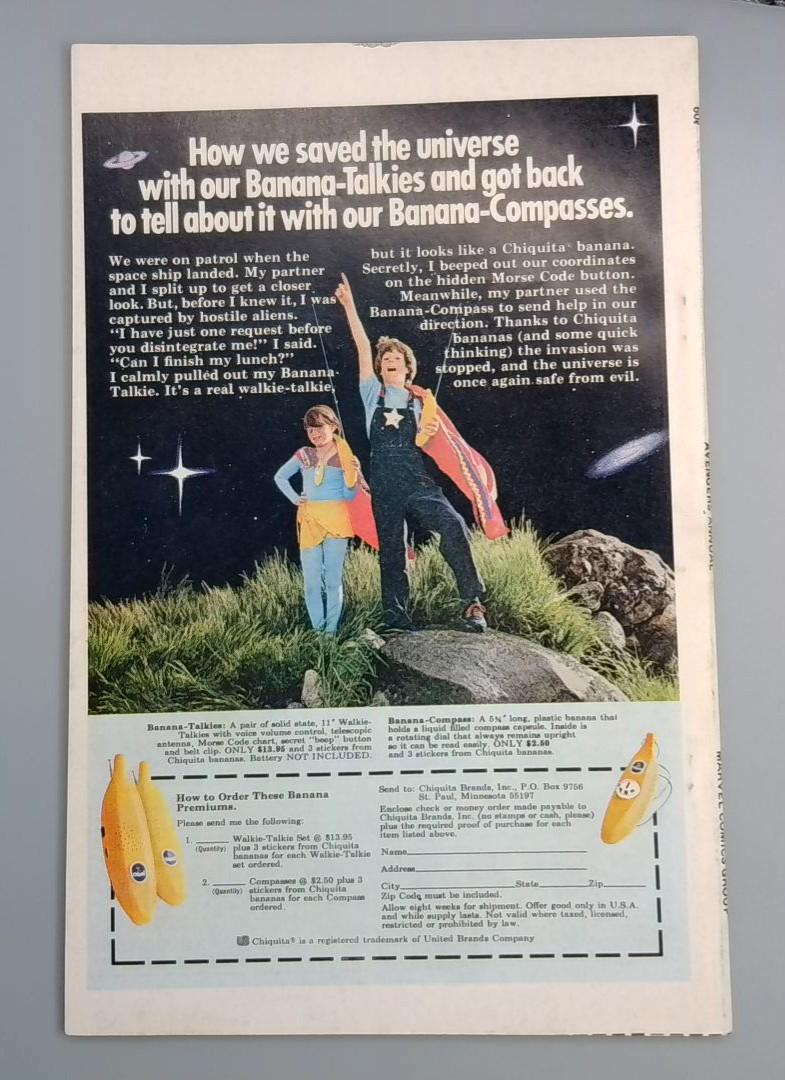 How we saved the universe
with our Banana-Talkies and got back
to tell about it with our Banana-Compasses.
We were on patrol when the
space ship landed. My partner
and I split up to get a closer
look. But, before I knew it, I was
captured by hostile aliens.
“I have just one request before
you disintegrate me!” I said.
“Can I finish my lunch?”
I calmly pulled out my Banana-
Talkie. It's a real walkie-talkie,
but it looks like a Chiquita® banana.
Secretly, I beeped out our coordinates
on the hidden Morse Code button.
Meanwhile, my partner used the
Banana-Compass to send help in our
direction. Thanks to Chiquita
bananas (and some quick
thinking) the invasion was
stopped, and the universe is
once again safe from evil.
Banana-Talkies: A pair of solid state, 11" Walkie-
Talkies with voice volume control, telescopic
antenna, Morse Code chart, secret "beep" button
and belt clip. ONLY $13.95 and 3 stickers from
Chiquita bananas. Battery NOT INCLUDED.
Banana-Compass: A 5¾" long, plastic banana that
holds a liquid filled compass capsule. Inside is
a rotating dial that always remains upright
so it can be read easily. ONLY $2.50
and 3 stickers from Chiquita bananas.
How to Order These Banana
Premiums.
Please send me the following:
1. ______ Walkie-Talkie Set @ $13.95
(Quantity) plus 3 stickers from Chiquita
bananas for each Walkie-Talkie
set ordered.
2. ______ Compasses @ $2.50 plus 3
(Quantity) stickers from Chiquita
bananas for each Compass
ordered.
Send to: Chiquita Brands, Inc., P.O. Box 9756
St. Paul, Minnesota 55197
Enclose check or money order made payable to
Chiquita Brands, Inc. (no stamps or cash, please)
plus the required proof of purchase for each
item listed above.
Name
Address
City State Zip
Zip Code must be included.
Allow eight weeks for shipment. Offer good only in U.S.A.
and while supply lasts. Not valid where taxed, licensed,
restricted or prohibited by law.
Chiquita® is a registered trademark of United Brands Company
60¢
AVENGERS ANNUAL
MARVEL COMICS GROUP